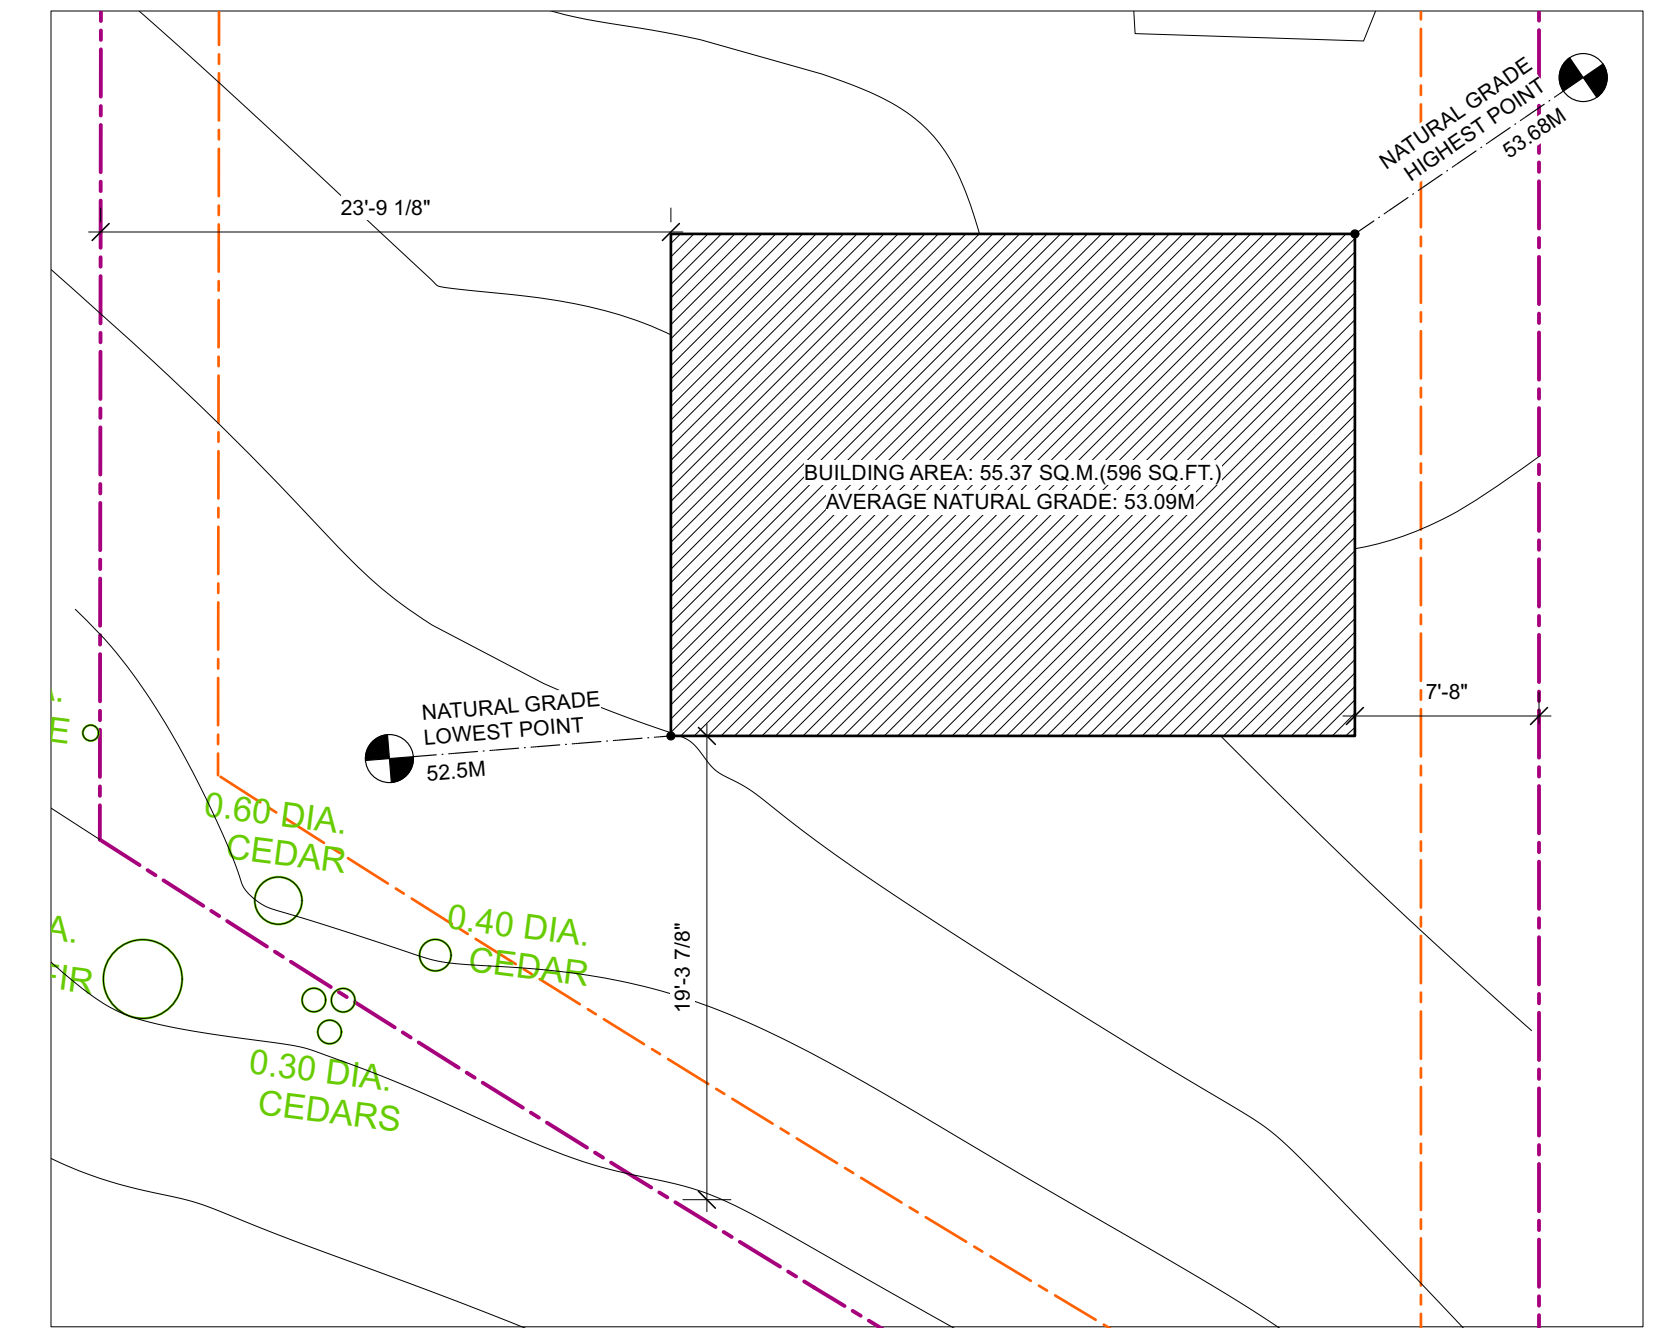 NATURAL GRADE
HIGHEST POINT
53.68M
23'-9 1/8"
BUILDING AREA: 55.37 SQ.M.(596 SQ.FT.)
AVERAGE NATURAL GRADE: 53.09M
7'-8"
NATURAL GRADE
LOWEST POINT
52.5M
0.60 DIA.
CEDAR
0.40 DIA.
CEDAR
19'-3 7/8"
0.30 DIA.
CEDARS